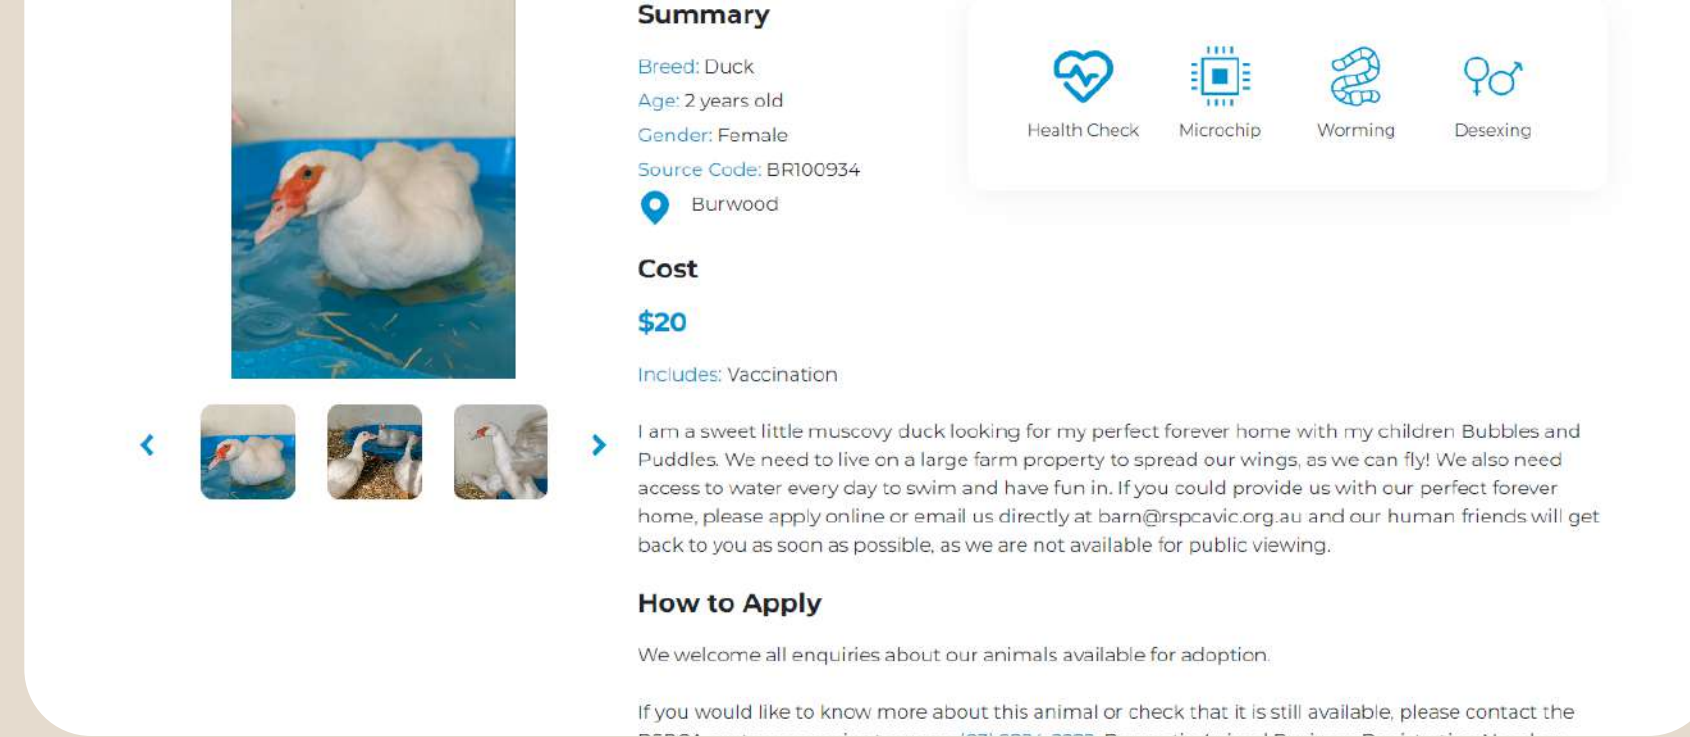 Summary
Breed: Duck
Age: 2 years old
Gender: Female
Source Code: BR100934
Burwood
Health Check
Microchip
Worming
Desexing
Cost
$20
Includes: Vaccination
I am a sweet little muscovy duck looking for my perfect forever home with my children Bubbles and
Puddles. We need to live on a large farm property to spread our wings, as we can fly! We also need
access to water every day to swim and have fun in. If you could provide us with our perfect forever
home, please apply online or email us directly at barn@rspcavic.org.au and our human friends will get
back to you as soon as possible, as we are not available for public viewing.
How to Apply
We welcome all enquiries about our animals available for adoption.
If you would like to know more about this animal or check that it is still available, please contact the